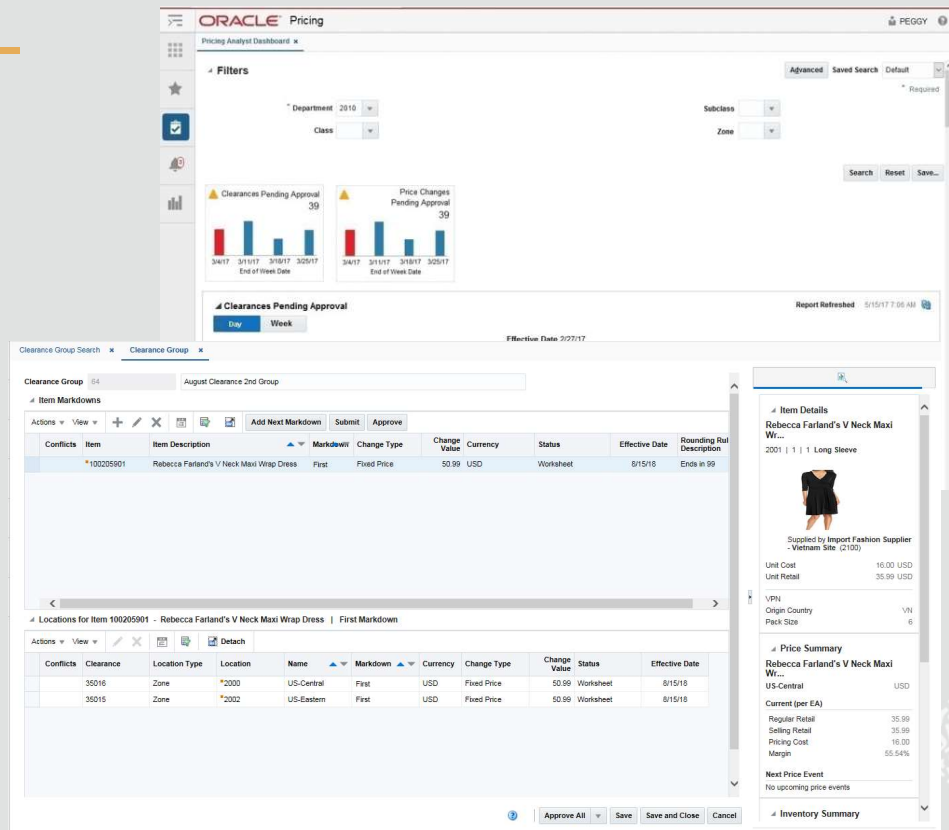 ORACLE Pricing PEGGY
Pricing Analyst Dashboard ×
Filters Advanced Saved Search Default
* Required
* Department 2010 Subclass
Class Zone
Search Reset Save...
Clearances Pending Approval
39
3/4/17 3/11/17 3/18/17 3/25/17
End of Week Date
Price Changes
Pending Approval
39
3/4/17 3/11/17 3/18/17 3/25/17
End of Week Date
Clearances Pending Approval Report Refreshed 5/15/17 7:06 AM
Day Week
Effective Date 2/27/17
Clearance Group Search × Clearance Group ×
Clearance Group 64 August Clearance 2nd Group
Item Markdowns
Actions View Add Next Markdown Submit Approve
Conflicts Item Item Description Markdown Change Type Change Value Currency Status Effective Date Rounding Rul Description
*100205901 Rebecca Farland's V Neck Maxi Wrap Dress First Fixed Price 50.99 USD Worksheet 8/15/18 Ends in 99
Locations for Item 100205901 - Rebecca Farland's V Neck Maxi Wrap Dress | First Markdown
Actions View Detach
Conflicts Clearance Location Type Location Name Markdown Currency Change Type Change Value Status Effective Date
35016 Zone *2000 US-Central First USD Fixed Price 50.99 Worksheet 8/15/18
35015 Zone *2002 US-Eastern First USD Fixed Price 50.99 Worksheet 8/15/18
Approve All Save Save and Close Cancel
Item Details
Rebecca Farland's V Neck Maxi
Wr...
2001 | 1 | 1 Long Sleeve
Supplied by Import Fashion Supplier
- Vietnam Site (2100)
Unit Cost 16.00 USD
Unit Retail 35.99 USD
VPN
Origin Country VN
Pack Size 6
Price Summary
Rebecca Farland's V Neck Maxi
Wr...
US-Central USD
Current (per EA)
Regular Retail 35.99
Selling Retail 35.99
Pricing Cost 16.00
Margin 55.54%
Next Price Event
No upcoming price events
Inventory Summary